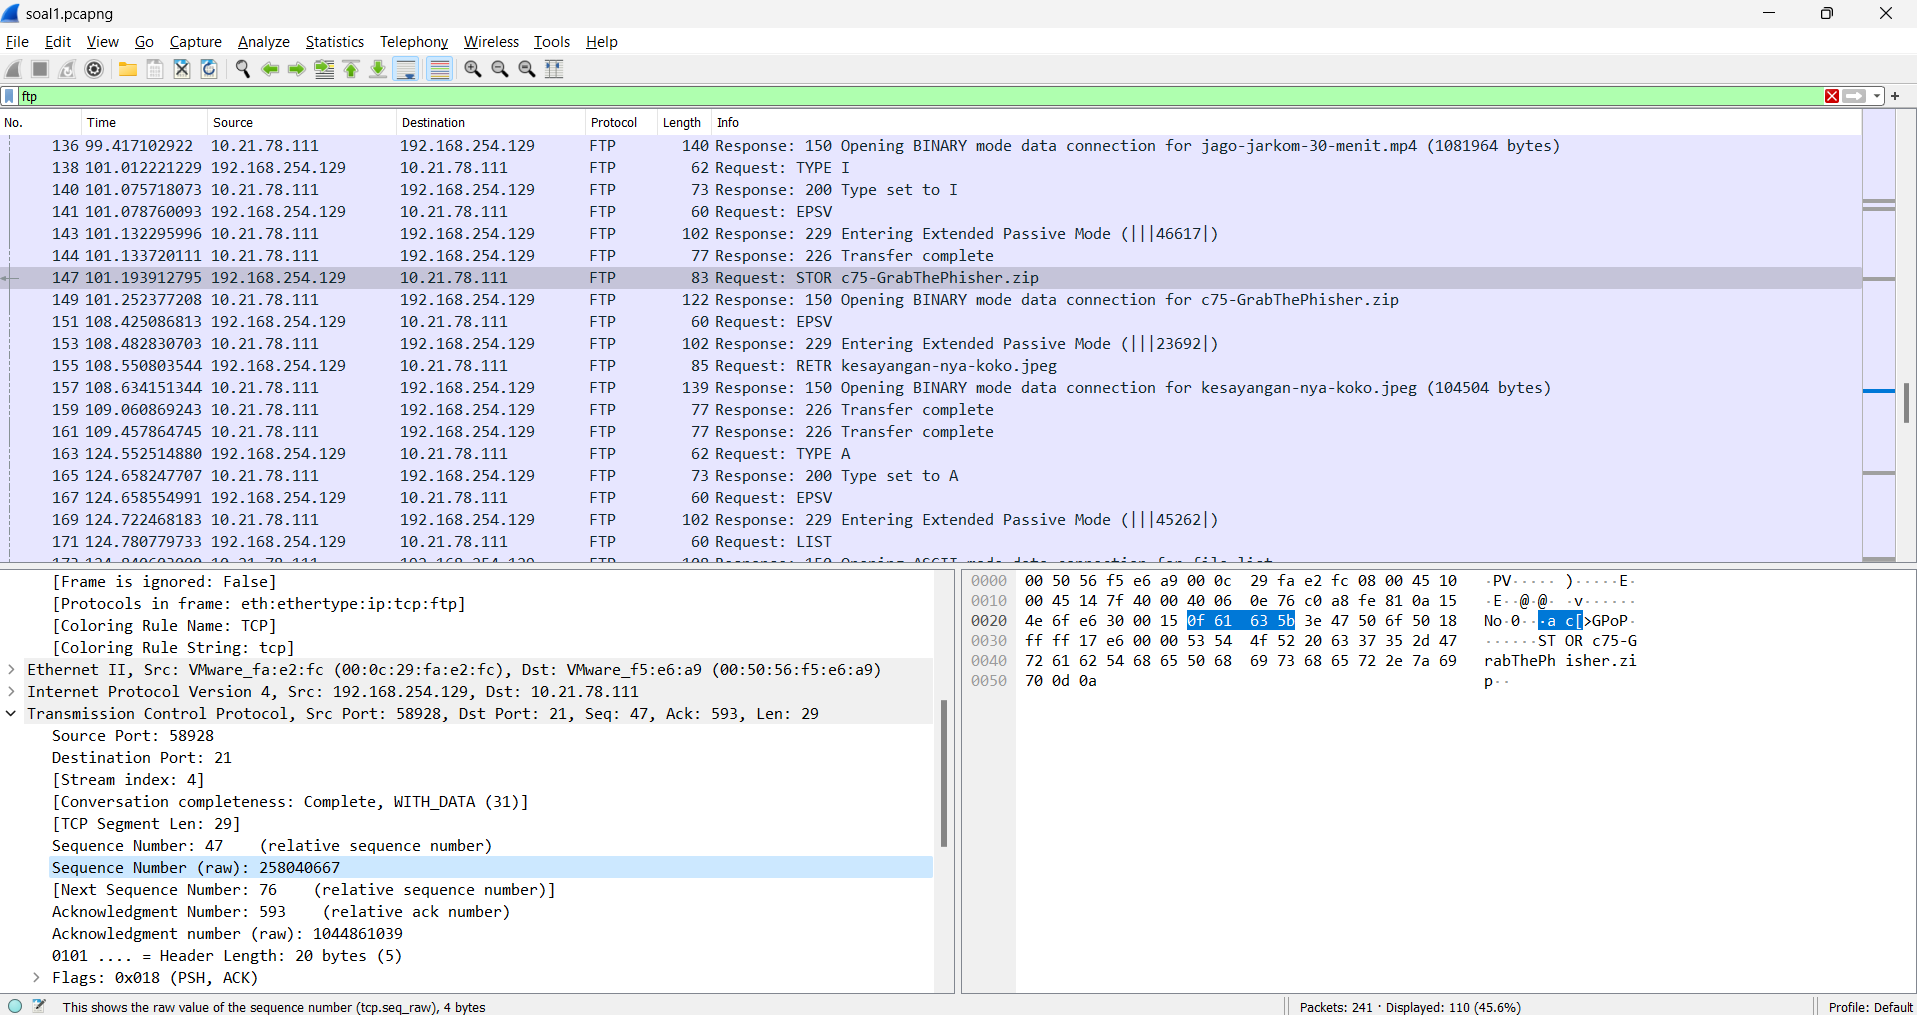 soal1.pcapng
File Edit View Go Capture Analyze Statistics Telephony Wireless Tools Help
ftp
No. Time Source Destination Protocol Length Info
136 99.417102922 10.21.78.111 192.168.254.129 FTP 140 Response: 150 Opening BINARY mode data connection for jago-jarkom-30-menit.mp4 (1081964 bytes)
138 101.012221229 192.168.254.129 10.21.78.111 FTP 62 Request: TYPE I
140 101.075718073 10.21.78.111 192.168.254.129 FTP 73 Response: 200 Type set to I
141 101.078760093 192.168.254.129 10.21.78.111 FTP 60 Request: EPSV
143 101.132295996 10.21.78.111 192.168.254.129 FTP 102 Response: 229 Entering Extended Passive Mode (|||46617|)
144 101.133720111 10.21.78.111 192.168.254.129 FTP 77 Response: 226 Transfer complete
147 101.193912795 192.168.254.129 10.21.78.111 FTP 83 Request: STOR c75-GrabThePhisher.zip
149 101.252377208 10.21.78.111 192.168.254.129 FTP 122 Response: 150 Opening BINARY mode data connection for c75-GrabThePhisher.zip
151 108.425086813 192.168.254.129 10.21.78.111 FTP 60 Request: EPSV
153 108.482830703 10.21.78.111 192.168.254.129 FTP 102 Response: 229 Entering Extended Passive Mode (|||23692|)
155 108.550803544 192.168.254.129 10.21.78.111 FTP 85 Request: RETR kesayangan-nya-koko.jpeg
157 108.634151344 10.21.78.111 192.168.254.129 FTP 139 Response: 150 Opening BINARY mode data connection for kesayangan-nya-koko.jpeg (104504 bytes)
159 109.060869243 10.21.78.111 192.168.254.129 FTP 77 Response: 226 Transfer complete
161 109.457864745 10.21.78.111 192.168.254.129 FTP 77 Response: 226 Transfer complete
163 124.552514880 192.168.254.129 10.21.78.111 FTP 62 Request: TYPE A
165 124.658247707 10.21.78.111 192.168.254.129 FTP 73 Response: 200 Type set to A
167 124.658554991 192.168.254.129 10.21.78.111 FTP 60 Request: EPSV
169 124.722468183 10.21.78.111 192.168.254.129 FTP 102 Response: 229 Entering Extended Passive Mode (|||45262|)
171 124.780779733 192.168.254.129 10.21.78.111 FTP 60 Request: LIST
[Frame is ignored: False]
[Protocols in frame: eth:ethertype:ip:tcp:ftp]
[Coloring Rule Name: TCP]
[Coloring Rule String: tcp]
Ethernet II, Src: VMware_fa:e2:fc (00:0c:29:fa:e2:fc), Dst: VMware_f5:e6:a9 (00:50:56:f5:e6:a9)
Internet Protocol Version 4, Src: 192.168.254.129, Dst: 10.21.78.111
Transmission Control Protocol, Src Port: 58928, Dst Port: 21, Seq: 47, Ack: 593, Len: 29
Source Port: 58928
Destination Port: 21
[Stream index: 4]
[Conversation completeness: Complete, WITH_DATA (31)]
[TCP Segment Len: 29]
Sequence Number: 47 (relative sequence number)
Sequence Number (raw): 258040667
[Next Sequence Number: 76 (relative sequence number)]
Acknowledgment Number: 593 (relative ack number)
Acknowledgment number (raw): 1044861039
0101 .... = Header Length: 20 bytes (5)
Flags: 0x018 (PSH, ACK)
0000 00 50 56 f5 e6 a9 00 0c 29 fa e2 fc 08 00 45 10 ·PV····· )·····E·
0010 00 45 14 7f 40 00 40 06 0e 76 c0 a8 fe 81 0a 15 ·E··@·@· ·v······
0020 4e 6f e6 30 00 15 0f 61 63 5b 3e 47 50 6f 50 18 No·0···a c[>GPoP·
0030 ff ff 17 e6 00 00 53 54 4f 52 20 63 37 35 2d 47 ······ST OR c75-G
0040 72 61 62 54 68 65 50 68 69 73 68 65 72 2e 7a 69 rabThePh isher.zi
0050 70 0d 0a p··
This shows the raw value of the sequence number (tcp.seq_raw), 4 bytes
Packets: 241 · Displayed: 110 (45.6%)
Profile: Default